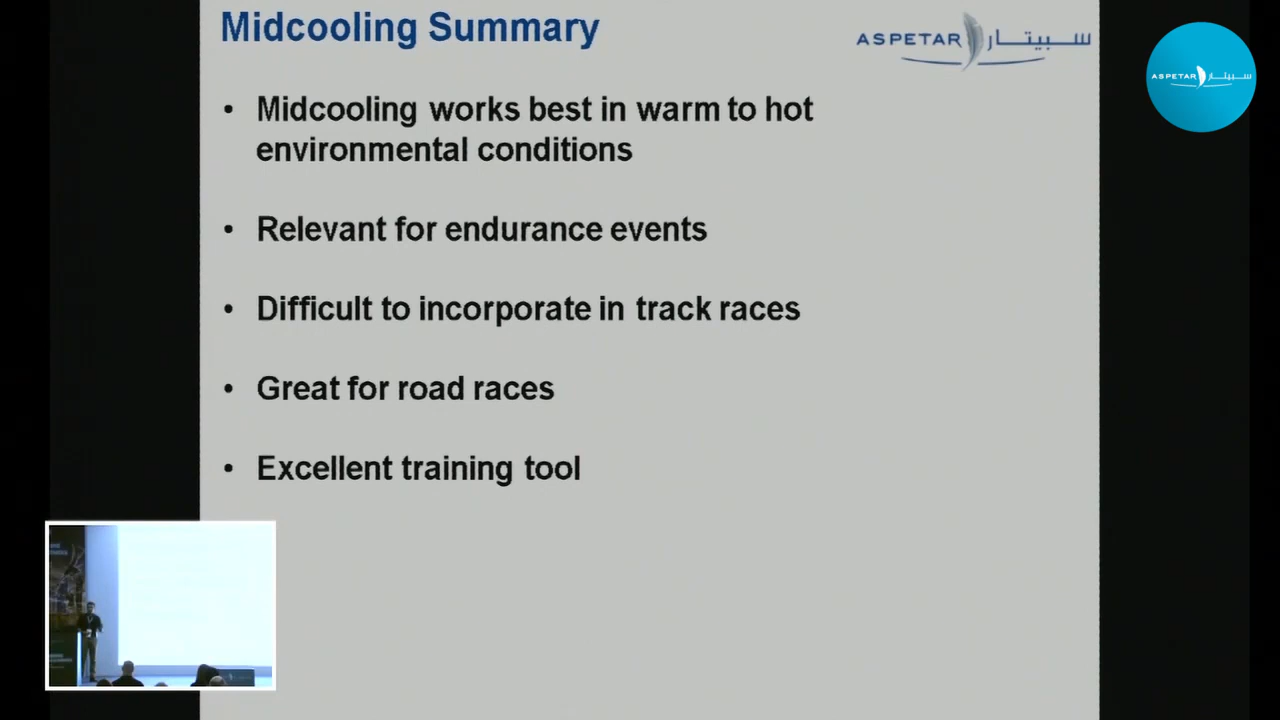 Midcooling Summary
ASPETAR سبيتار
ASPETAR سبيتار
• Midcooling works best in warm to hot
environmental conditions
• Relevant for endurance events
• Difficult to incorporate in track races
• Great for road races
• Excellent training tool